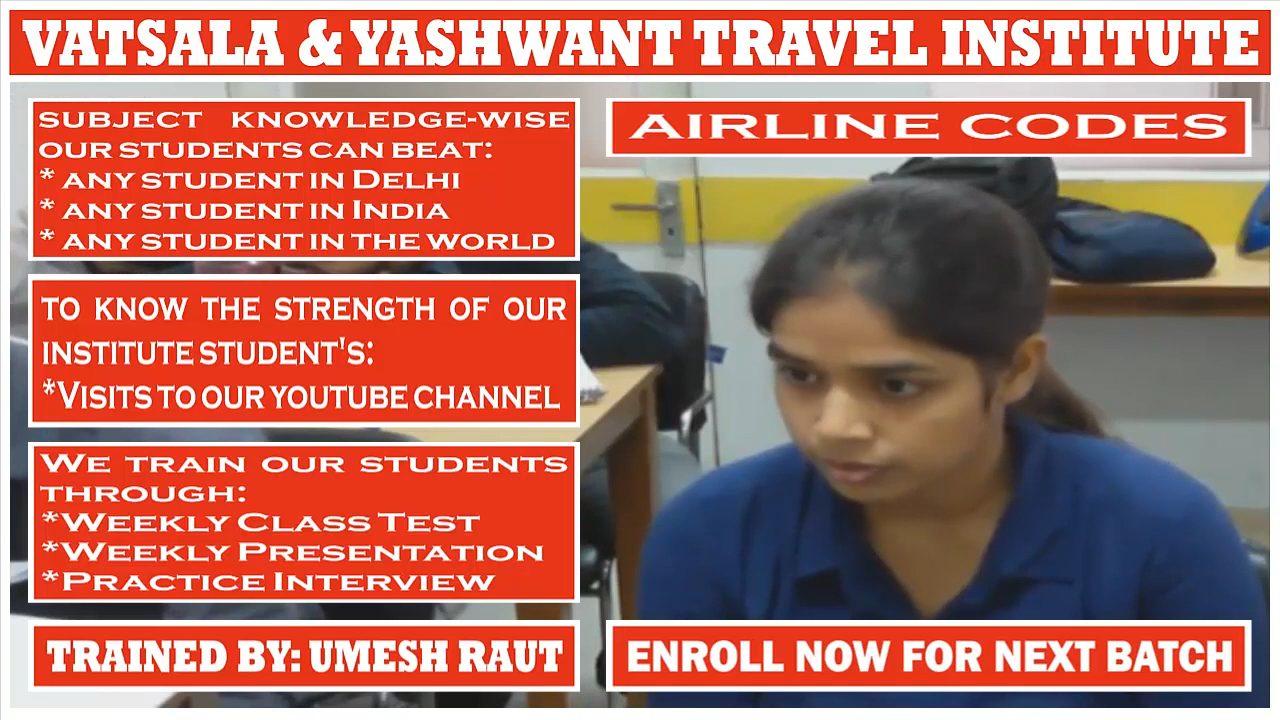 VATSALA & YASHWANT TRAVEL INSTITUTE
SUBJECT KNOWLEDGE-WISE
OUR STUDENTS CAN BEAT:
* ANY STUDENT IN DELHI
* ANY STUDENT IN INDIA
* ANY STUDENT IN THE WORLD
TO KNOW THE STRENGTH OF OUR
INSTITUTE STUDENT'S:
*VISITS TO OUR YOUTUBE CHANNEL
WE TRAIN OUR STUDENTS
THROUGH:
*WEEKLY CLASS TEST
*WEEKLY PRESENTATION
*PRACTICE INTERVIEW
TRAINED BY: UMESH RAUT
AIRLINE CODES
ENROLL NOW FOR NEXT BATCH